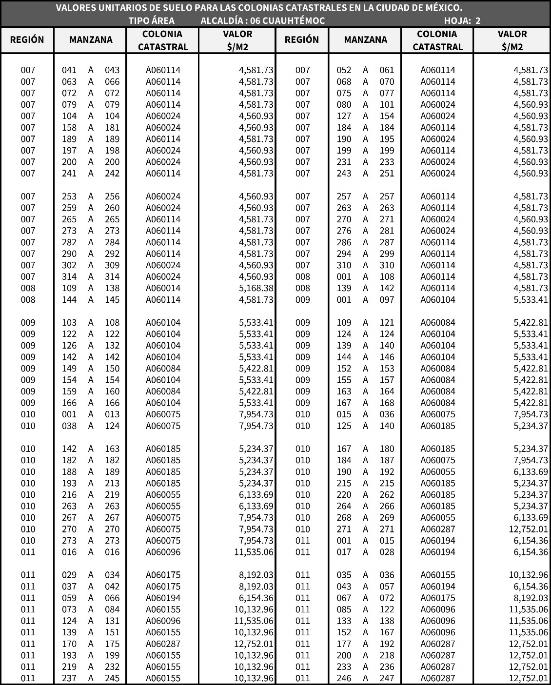 VALORES UNITARIOS DE SUELO PARA LAS COLONIAS CATASTRALES EN LA CIUDAD DE MÉXICO.
TIPO ÁREA ALCALDÍA : 06 CUAUHTÉMOC HOJA: 2
REGIÓN MANZANA COLONIA CATASTRAL VALOR $/M2 REGIÓN MANZANA COLONIA CATASTRAL VALOR $/M2
007 041 A 043 A060114 4,581.73 007 052 A 061 A060114 4,581.73
007 063 A 066 A060114 4,581.73 007 068 A 070 A060114 4,581.73
007 072 A 072 A060114 4,581.73 007 075 A 077 A060114 4,581.73
007 079 A 079 A060114 4,581.73 007 080 A 101 A060024 4,560.93
007 104 A 104 A060024 4,560.93 007 127 A 154 A060024 4,560.93
007 158 A 181 A060024 4,560.93 007 184 A 184 A060114 4,581.73
007 189 A 189 A060114 4,581.73 007 190 A 195 A060024 4,560.93
007 197 A 198 A060024 4,560.93 007 199 A 199 A060114 4,581.73
007 200 A 200 A060024 4,560.93 007 231 A 233 A060024 4,560.93
007 241 A 242 A060114 4,581.73 007 243 A 251 A060024 4,560.93
007 253 A 256 A060024 4,560.93 007 257 A 257 A060114 4,581.73
007 259 A 260 A060024 4,560.93 007 263 A 263 A060114 4,581.73
007 265 A 265 A060114 4,581.73 007 270 A 271 A060024 4,560.93
007 273 A 273 A060114 4,581.73 007 276 A 281 A060024 4,560.93
007 282 A 284 A060114 4,581.73 007 286 A 287 A060114 4,581.73
007 290 A 292 A060114 4,581.73 007 294 A 299 A060114 4,581.73
007 302 A 309 A060024 4,560.93 007 310 A 310 A060114 4,581.73
007 314 A 314 A060024 4,560.93 008 001 A 108 A060114 4,581.73
008 109 A 138 A060014 5,168.38 008 139 A 142 A060114 4,581.73
008 144 A 145 A060114 4,581.73 009 001 A 097 A060104 5,533.41
009 103 A 108 A060104 5,533.41 009 109 A 121 A060084 5,422.81
009 122 A 122 A060104 5,533.41 009 124 A 124 A060104 5,533.41
009 126 A 132 A060104 5,533.41 009 139 A 140 A060104 5,533.41
009 142 A 142 A060104 5,533.41 009 144 A 146 A060104 5,533.41
009 149 A 150 A060084 5,422.81 009 152 A 153 A060084 5,422.81
009 154 A 154 A060104 5,533.41 009 155 A 157 A060084 5,422.81
009 159 A 160 A060084 5,422.81 009 163 A 164 A060084 5,422.81
009 166 A 166 A060104 5,533.41 009 167 A 168 A060084 5,422.81
010 001 A 013 A060075 7,954.73 010 015 A 036 A060075 7,954.73
010 038 A 124 A060075 7,954.73 010 125 A 140 A060185 5,234.37
010 142 A 163 A060185 5,234.37 010 167 A 180 A060185 5,234.37
010 182 A 182 A060185 5,234.37 010 184 A 187 A060075 7,954.73
010 188 A 189 A060185 5,234.37 010 190 A 192 A060055 6,133.69
010 193 A 213 A060185 5,234.37 010 215 A 215 A060185 5,234.37
010 216 A 219 A060055 6,133.69 010 220 A 262 A060185 5,234.37
010 263 A 263 A060055 6,133.69 010 264 A 266 A060185 5,234.37
010 267 A 267 A060075 7,954.73 010 268 A 269 A060055 6,133.69
010 270 A 270 A060075 7,954.73 010 271 A 271 A060287 12,752.01
010 273 A 273 A060075 7,954.73 011 001 A 015 A060194 6,154.36
011 016 A 016 A060096 11,535.06 011 017 A 028 A060194 6,154.36
011 029 A 034 A060175 8,192.03 011 035 A 036 A060155 10,132.96
011 037 A 042 A060175 8,192.03 011 043 A 057 A060194 6,154.36
011 059 A 066 A060194 6,154.36 011 067 A 072 A060175 8,192.03
011 073 A 084 A060155 10,132.96 011 085 A 122 A060096 11,535.06
011 124 A 131 A060096 11,535.06 011 133 A 138 A060096 11,535.06
011 139 A 151 A060155 10,132.96 011 152 A 167 A060096 11,535.06
011 170 A 175 A060287 12,752.01 011 177 A 192 A060287 12,752.01
011 193 A 199 A060155 10,132.96 011 200 A 218 A060287 12,752.01
011 219 A 232 A060155 10,132.96 011 233 A 236 A060287 12,752.01
011 237 A 245 A060155 10,132.96 011 246 A 247 A060287 12,752.01